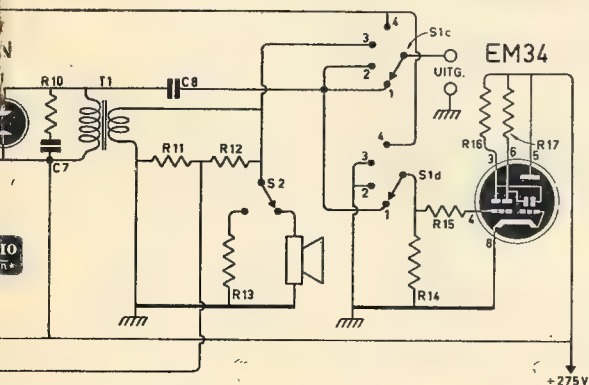 N
4
S1c
EM34
3
2
1
UITG.
R10
T1
C8
R16
R17
3
6
5
R11
R12
4
3
2
1
S1d
R15
4
8
C7
S2
R13
R14
IO
+275V